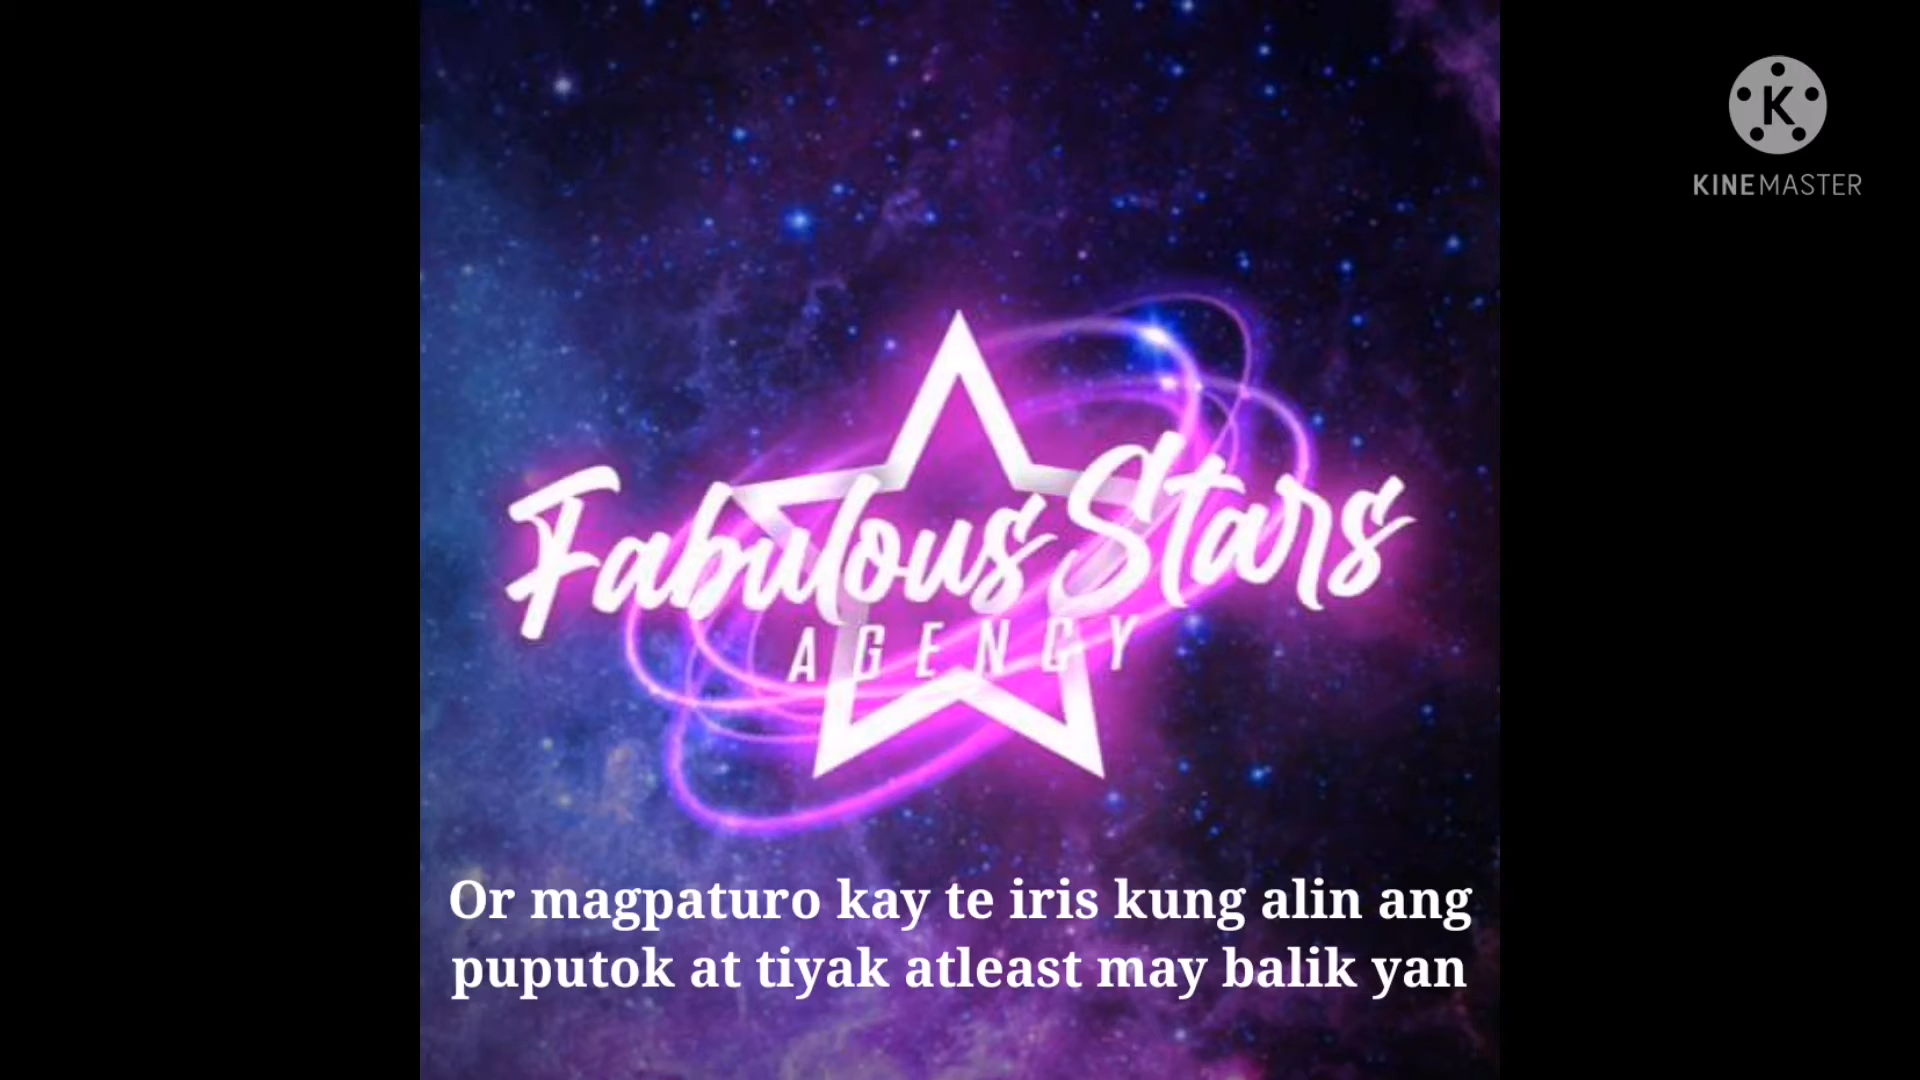 K
KINEMASTER
Fabulous Stars
AGENCY
Or magpaturo kay te iris kung alin ang
puputok at tiyak atleast may balik yan